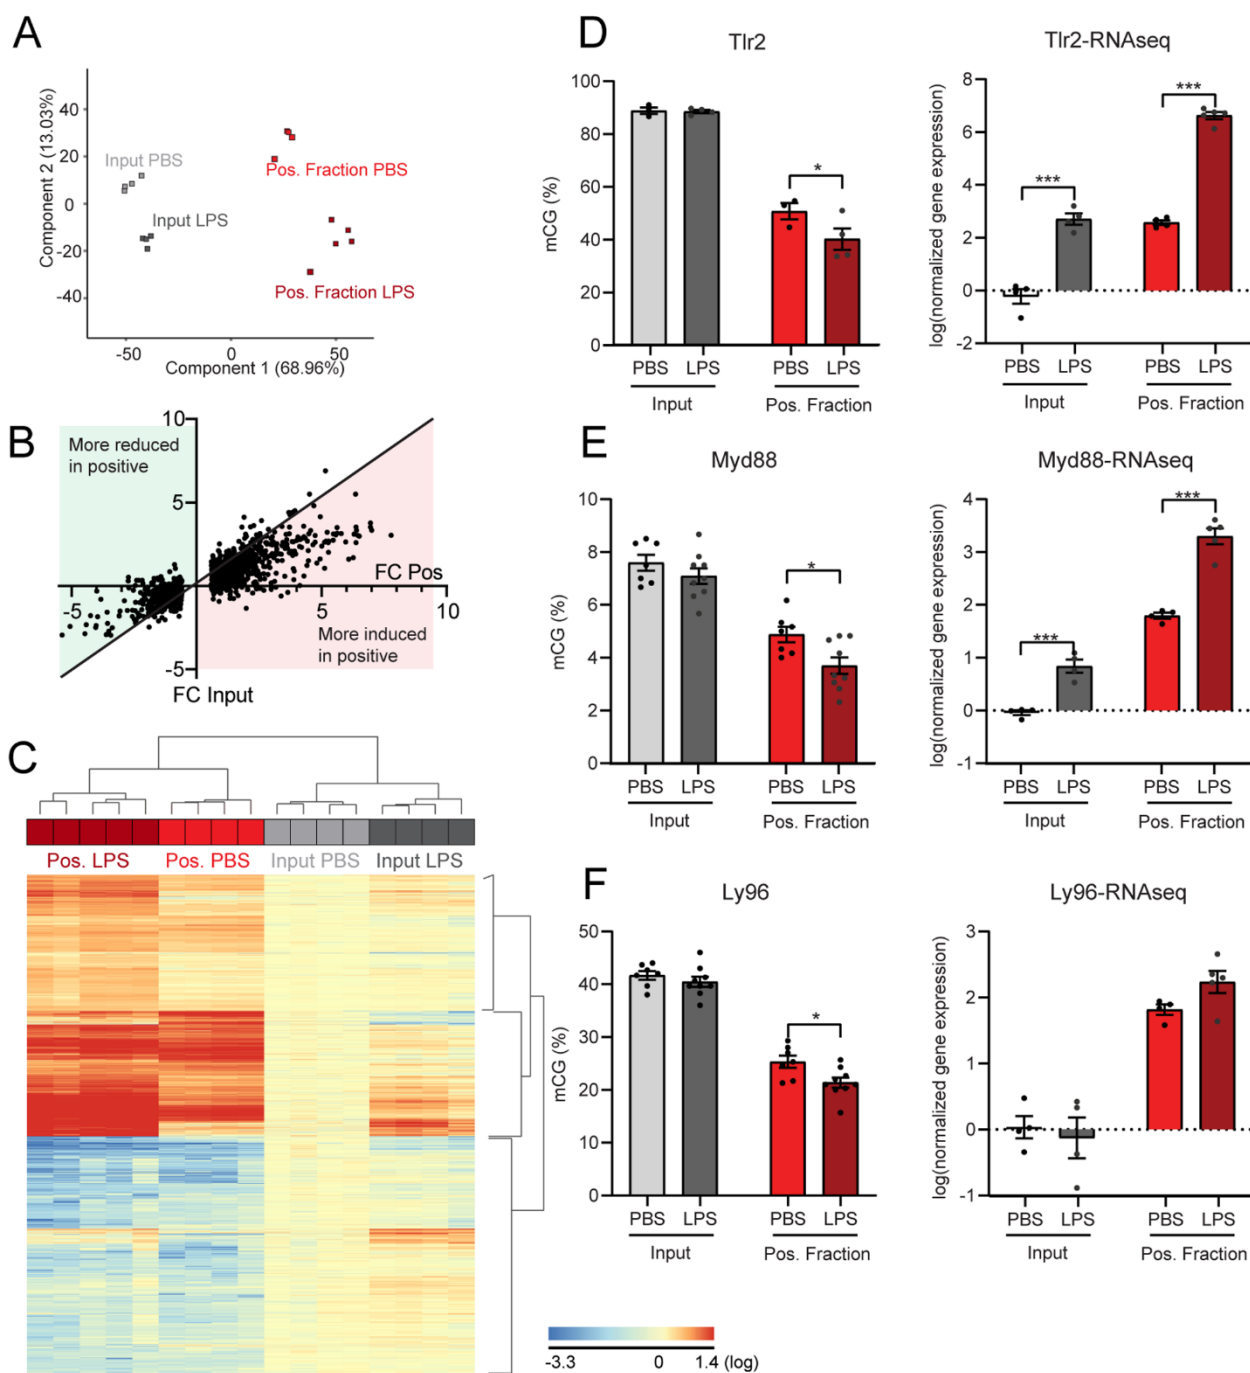 A
Component 2 (13.03%)
40
20
0
-20
-40
Input PBS
Input LPS
Pos. Fraction PBS
Pos. Fraction LPS
-50
0
50
Component 1 (68.96%)
B
More reduced
in positive
10
5
FC Pos
-5
5
10
More induced
in positive
-5
FC Input
C
Pos. LPS
Pos. PBS
Input PBS
Input LPS
-3.3
0
1.4 (log)
D
Tlr2
mCG (%)
100
80
60
40
20
0
*
PBS
LPS
PBS
LPS
Input
Pos. Fraction
Tlr2-RNAseq
log(normalized gene expression)
8
6
4
2
0
-2
***
***
PBS
LPS
PBS
LPS
Input
Pos. Fraction
E
Myd88
mCG (%)
10
8
6
4
2
0
*
PBS
LPS
PBS
LPS
Input
Pos. Fraction
Myd88-RNAseq
log(normalized gene expression)
4
3
2
1
0
-1
***
***
PBS
LPS
PBS
LPS
Input
Pos. Fraction
F
Ly96
mCG (%)
50
40
30
20
10
0
*
PBS
LPS
PBS
LPS
Input
Pos. Fraction
Ly96-RNAseq
log(normalized gene expression)
3
2
1
0
-1
PBS
LPS
PBS
LPS
Input
Pos. Fraction